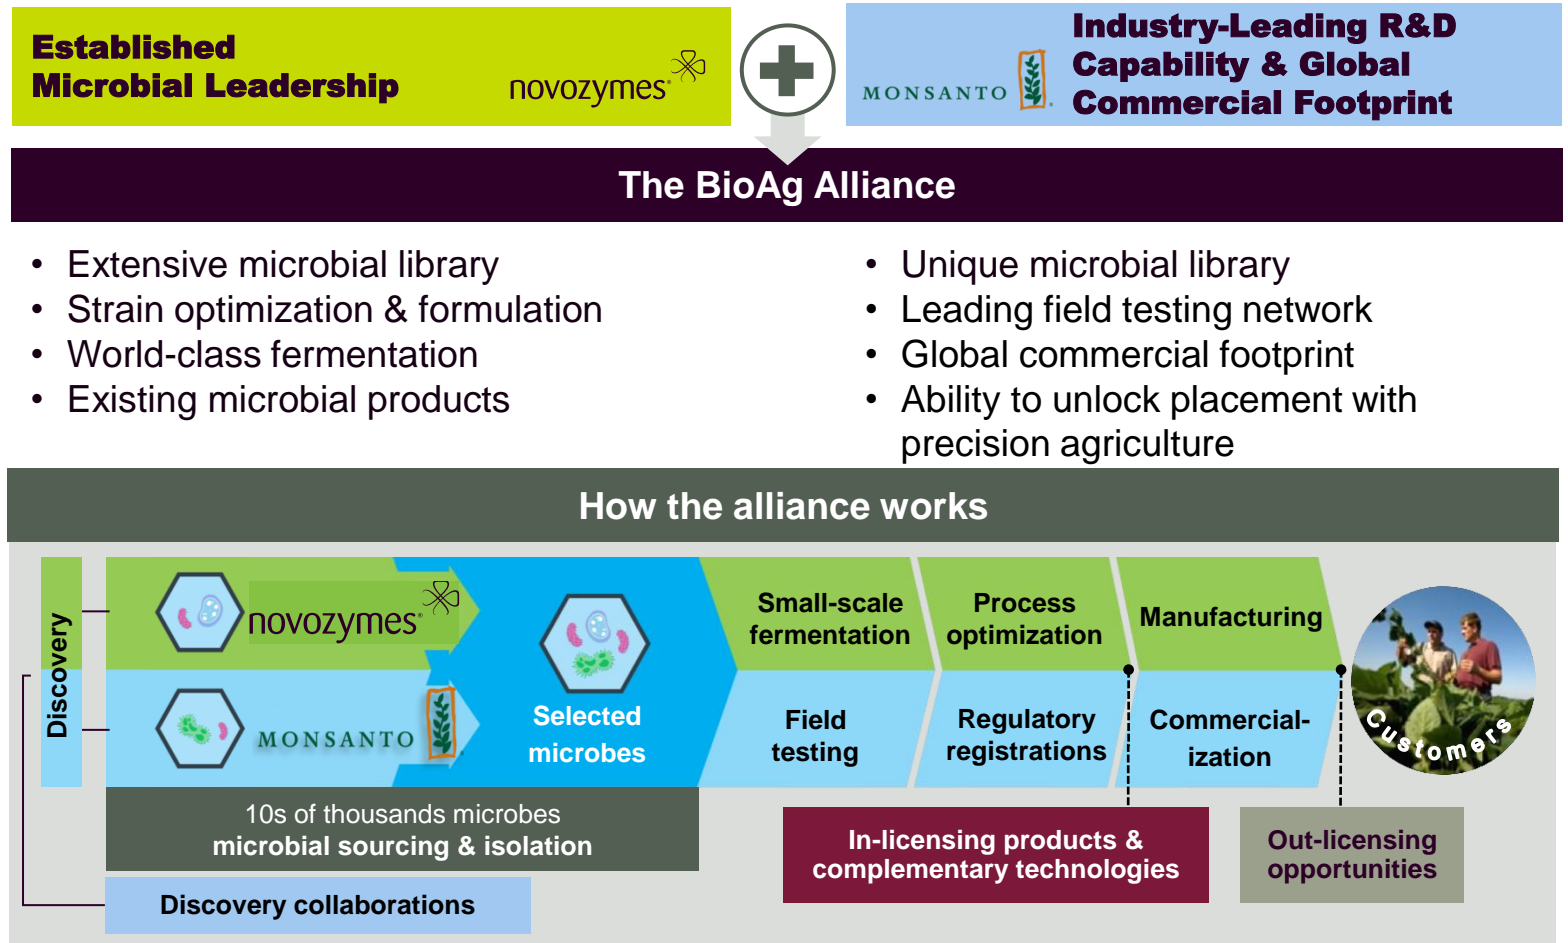 Established
Microbial Leadership
novozymes®
MONSANTO
Industry-Leading R&D
Capability & Global
Commercial Footprint
The BioAg Alliance
• Extensive microbial library
• Strain optimization & formulation
• World-class fermentation
• Existing microbial products
• Unique microbial library
• Leading field testing network
• Global commercial footprint
• Ability to unlock placement with
precision agriculture
How the alliance works
Discovery
novozymes®
MONSANTO
Selected
microbes
Small-scale
fermentation
Process
optimization
Manufacturing
Field
testing
Regulatory
registrations
Commercial-
ization
Customers
10s of thousands microbes
microbial sourcing & isolation
Discovery collaborations
In-licensing products &
complementary technologies
Out-licensing
opportunities